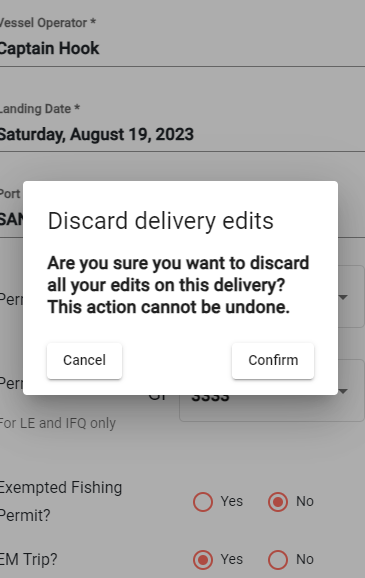 Vessel Operator *
Captain Hook
Landing Date *
Saturday, August 19, 2023
Port
Discard delivery edits
Are you sure you want to discard
all your edits on this delivery?
This action cannot be undone.
Cancel
Confirm
For LE and IFQ only
Exempted Fishing
Permit?
Yes
No
EM Trip?
Yes
No